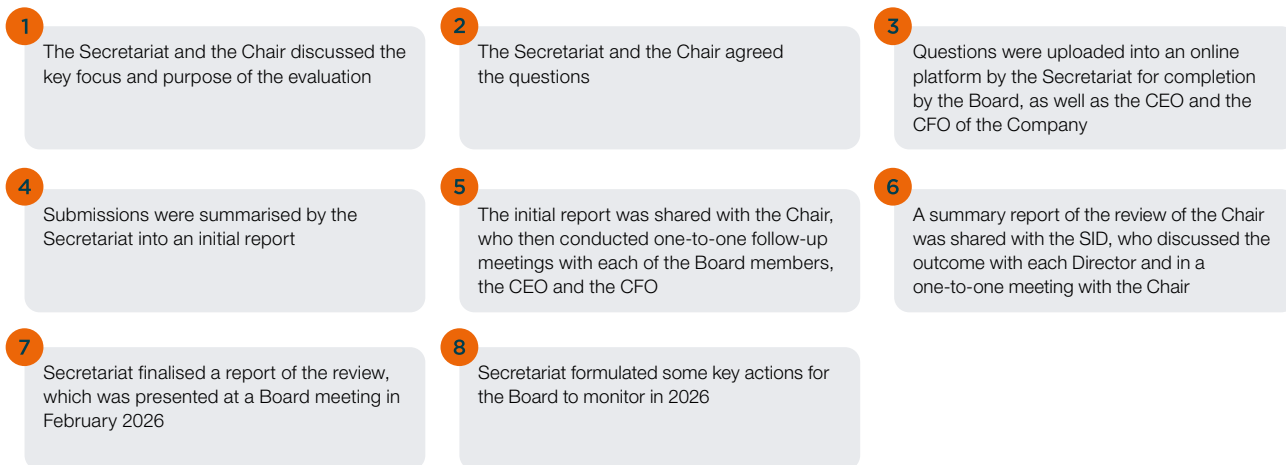 1
The Secretariat and the Chair discussed the
key focus and purpose of the evaluation
2
The Secretariat and the Chair agreed
the questions
3
Questions were uploaded into an online
platform by the Secretariat for completion
by the Board, as well as the CEO and the
CFO of the Company
4
Submissions were summarised by the
Secretariat into an initial report
5
The initial report was shared with the Chair,
who then conducted one-to-one follow-up
meetings with each of the Board members,
the CEO and the CFO
6
A summary report of the review of the Chair
was shared with the SID, who discussed the
outcome with each Director and in a
one-to-one meeting with the Chair
7
Secretariat finalised a report of the review,
which was presented at a Board meeting in
February 2026
8
Secretariat formulated some key actions for
the Board to monitor in 2026